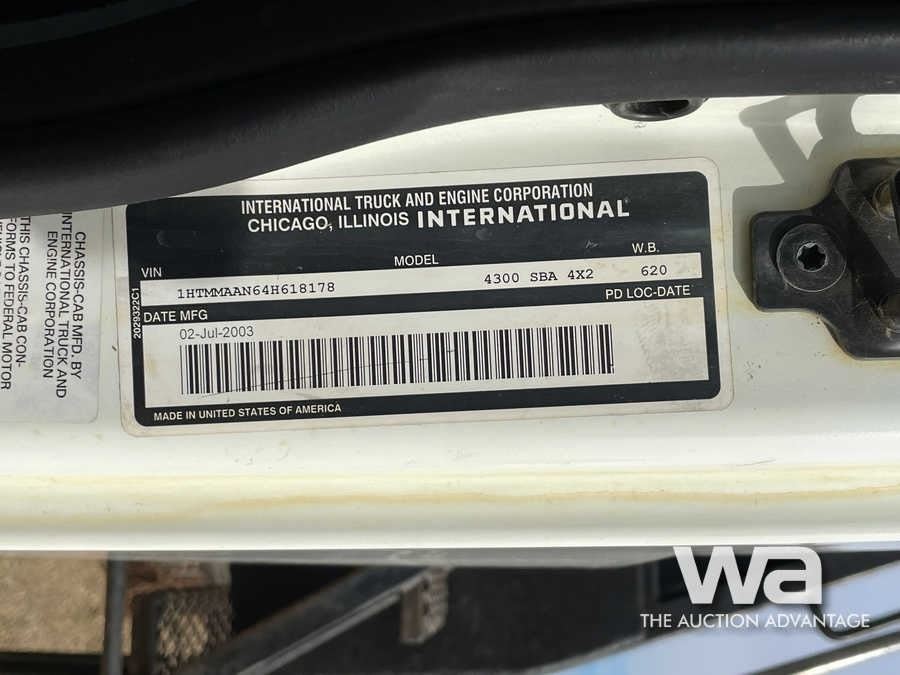 INTERNATIONAL TRUCK AND ENGINE CORPORATION
CHICAGO, ILLINOIS INTERNATIONAL
VIN MODEL W.B.
1HTMMAAN64H618178 4300 SBA 4X2 620
DATE MFG PD LOC-DATE
02-Jul-2003
MADE IN UNITED STATES OF AMERICA
2029322C1
CHASSIS-CAB MFD. BY
INTERNATIONAL TRUCK AND
ENGINE CORPORATION
THIS CHASSIS-CAB CON-
FORMS TO FEDERAL MOTOR
wa
THE AUCTION ADVANTAGE